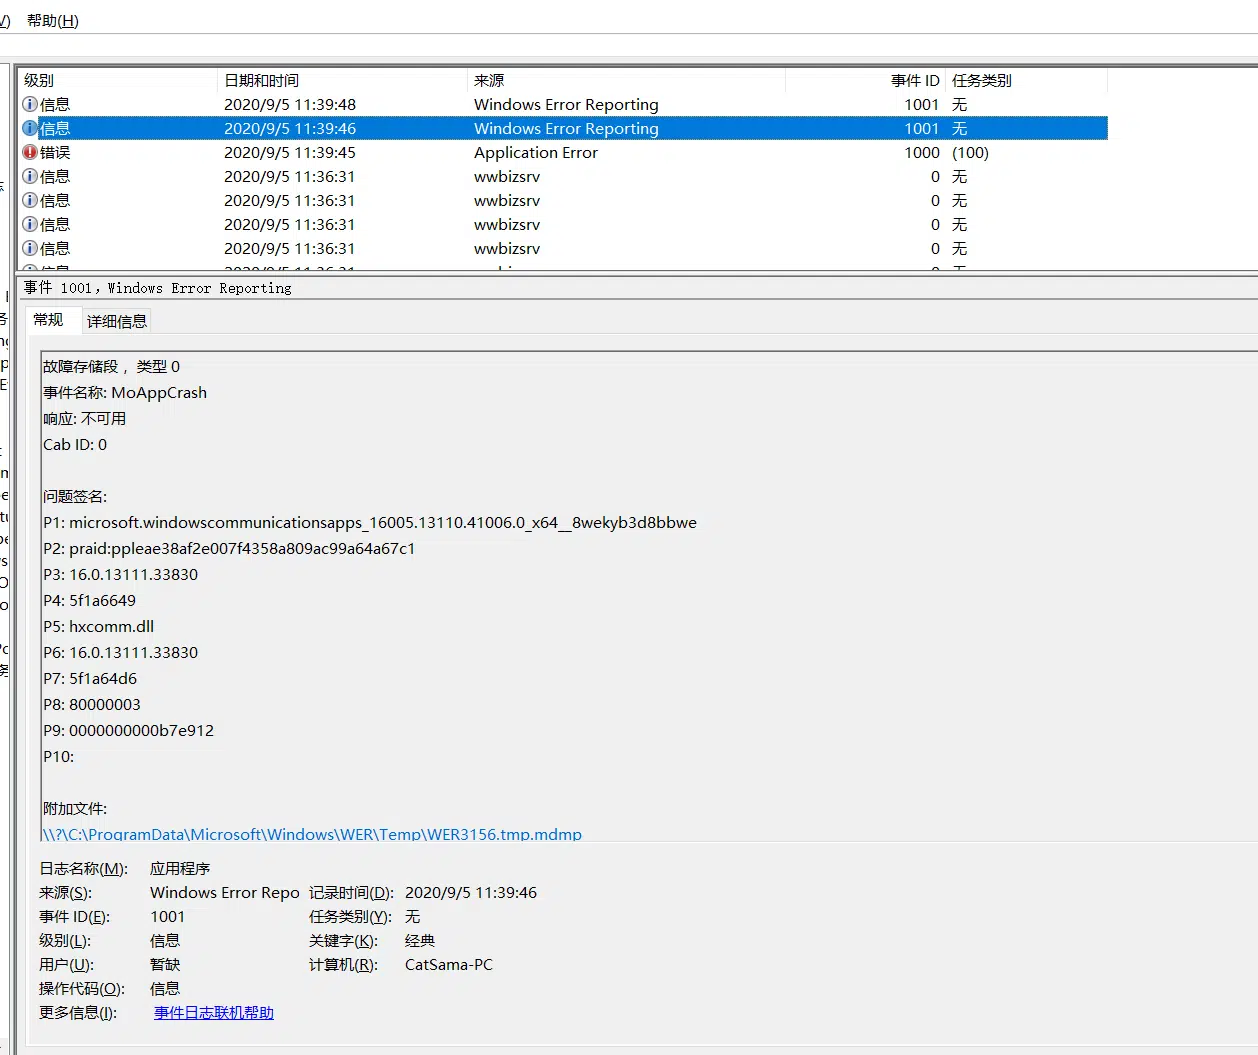 帮助(H)
级别 日期和时间 来源 事件 ID 任务类别
信息 2020/9/5 11:39:48 Windows Error Reporting 1001 无
信息 2020/9/5 11:39:46 Windows Error Reporting 1001 无
错误 2020/9/5 11:39:45 Application Error 1000 (100)
信息 2020/9/5 11:36:31 wwbizsrv 0 无
信息 2020/9/5 11:36:31 wwbizsrv 0 无
信息 2020/9/5 11:36:31 wwbizsrv 0 无
信息 2020/9/5 11:36:31 wwbizsrv 0 无
事件 1001，Windows Error Reporting
常规 详细信息
故障存储段，类型 0
事件名称: MoAppCrash
响应: 不可用
Cab ID: 0
问题签名:
P1: microsoft.windowscommunicationsapps_16005.13110.41006.0_x64__8wekyb3d8bbwe
P2: praid:ppleae38af2e007f4358a809ac99a64a67c1
P3: 16.0.13111.33830
P4: 5f1a6649
P5: hxcomm.dll
P6: 16.0.13111.33830
P7: 5f1a64d6
P8: 80000003
P9: 0000000000b7e912
P10:
附加文件:
\\?\C:\ProgramData\Microsoft\Windows\WER\Temp\WER3156.tmp.mdmp
日志名称(M): 应用程序
来源(S): Windows Error Repo 记录时间(D): 2020/9/5 11:39:46
事件 ID(E): 1001 任务类别(Y): 无
级别(L): 信息 关键字(K): 经典
用户(U): 暂缺 计算机(R): CatSama-PC
操作代码(O): 信息
更多信息(I): 事件日志联机帮助